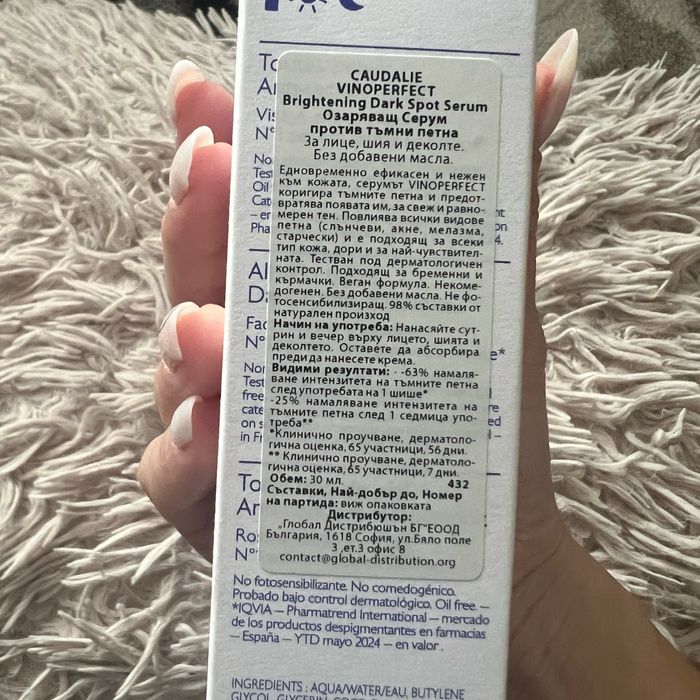 CAUDALIE
VINOPERFECT
Brightening Dark Spot Serum
Озаряващ Серум
против тъмни петна
За лице, шия и деколте.
Без добавени масла.
Едновременно ефикасен и нежен
към кожата, серумът VINOPERFECT
коригира тъмните петна и предот-
вратява появата им, за свеж и равно-
мерен тен. Повлиява всички видове
петна (слънчеви, акне, мелазма,
старчески) и е подходящ за всеки
тип кожа, дори и за най-чувствител-
ната. Тестван под дерматологичен
контрол. Подходящ за бременни и
кърмачки. Веган формула. Некоме-
догенен. Без добавени масла. Не фо-
тосенсибилизиращ. 98% съставки от
натурален произход
Начин на употреба: Нанасяйте сут-
рин и вечер върху лицето, шията и
деколтето. Оставете да абсорбира
преди да нанесете крема.
Видими резултати: - -63% намаля-
ване интензитета на тъмните петна
след употребата на 1 шише*
-25% намаляване интензитета на
тъмните петна след 1 седмица упо-
треба**
*Клинично проучване, дерматоло-
гична оценка, 65 участници, 56 дни.
** Клинично проучване, дерматоло-
гична оценка, 65 участници, 7 дни.
Обем: 30 мл. 432
Съставки, Най-добър до, Номер
на партида: виж опаковката
Дистрибутор:
„Глобал Дистрибюшън БГ"ЕООД
България, 1618 София, ул.Бяло поле
3 ,ет.3 офис 8
contact@global-distribution.org
No fotosensibilizante. No comedogénico.
Probado bajo control dermatológico. Oil free. –
*IQVIA – Pharmatrend International – mercado
de los productos despigmentantes en farmacias
– España – YTD mayo 2024 – en valor.
INGREDIENTS : AQUA/WATER/EAU, BUTYLENE